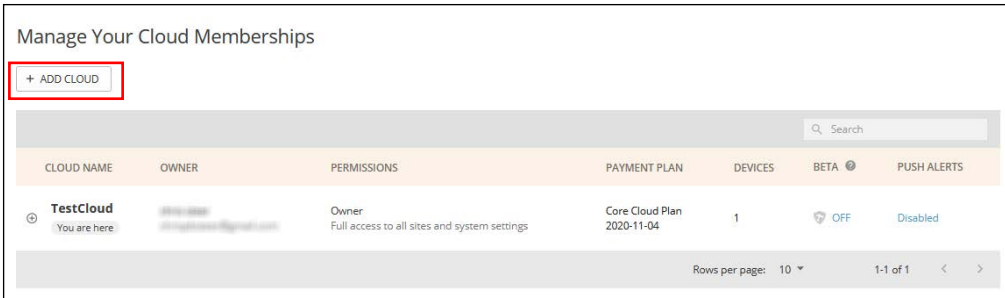 Manage Your Cloud Memberships
+ ADD CLOUD
Search
CLOUD NAME OWNER PERMISSIONS PAYMENT PLAN DEVICES BETA PUSH ALERTS
TestCloud Owner Core Cloud Plan 1 OFF Disabled
You are here Full access to all sites and system settings 2020-11-04
Rows per page: 10 1-1 of 1